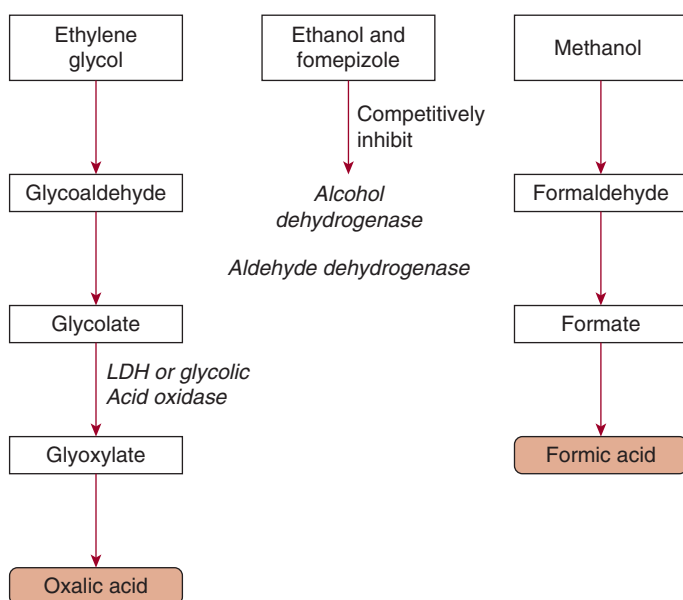 Ethylene
glycol
Ethanol and
fomepizole
Methanol
Competitively
inhibit
Glycoaldehyde
Alcohol
dehydrogenase
Formaldehyde
Aldehyde dehydrogenase
Glycolate
Formate
LDH or glycolic
Acid oxidase
Glyoxylate
Formic acid
Oxalic acid